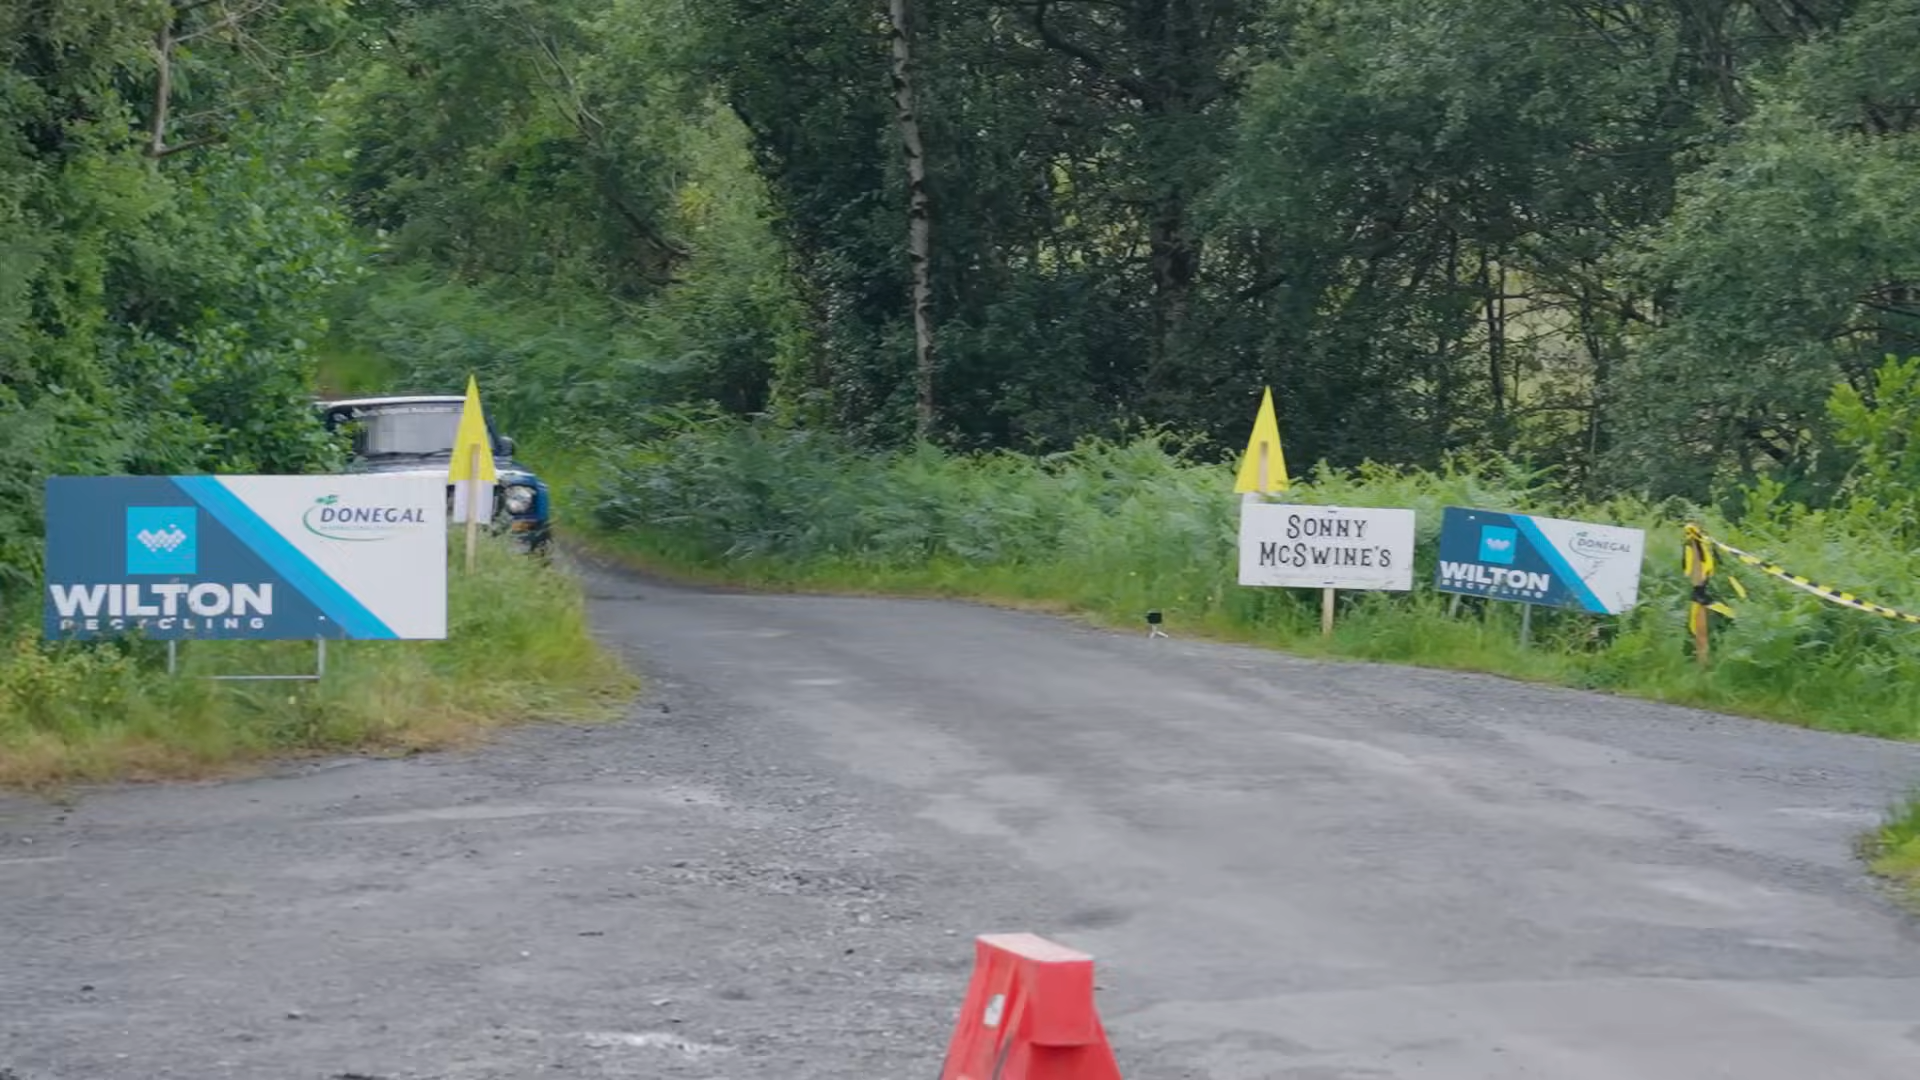 DONEGAL
WILTON
RECYCLING
SONNY
MCSWINE'S
DONEGAL
WILTON
RECYCLING